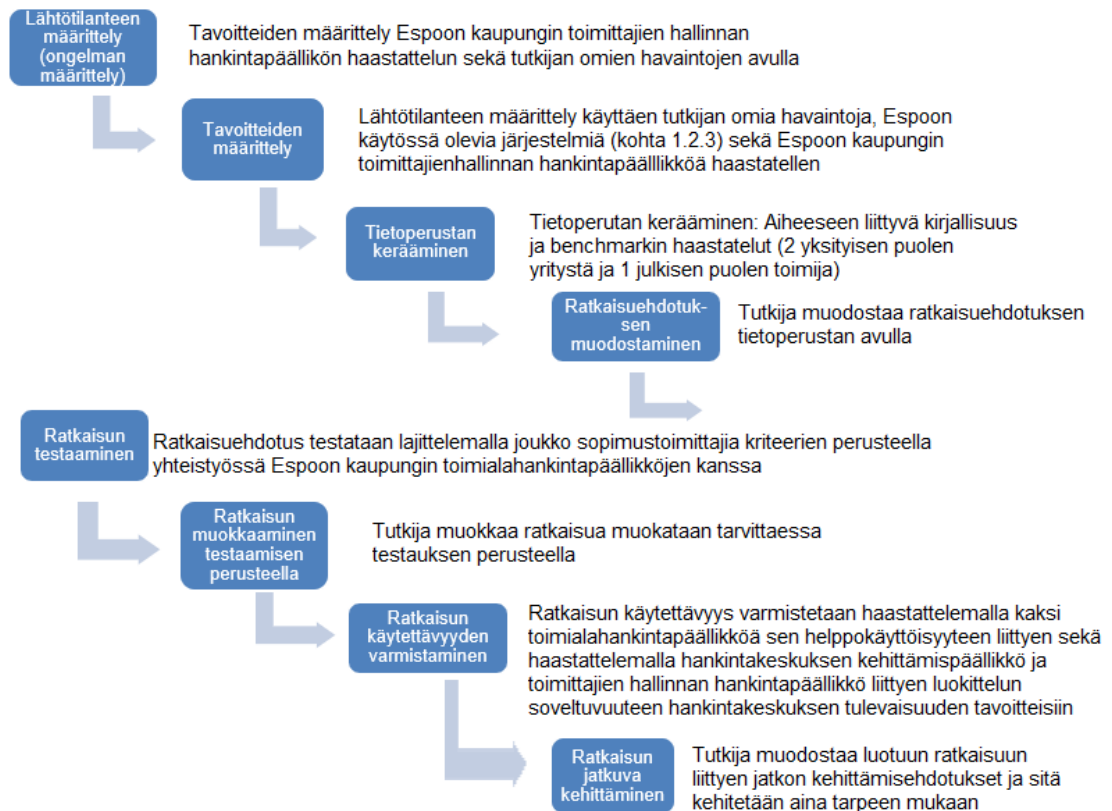 Lähtötilanteen
määrittely
(ongelman
määrittely)
Tavoitteiden määrittely Espoon kaupungin toimittajien hallinnan
hankintapäällikön haastattelun sekä tutkijan omien havaintojen avulla
Tavoitteiden
määrittely
Lähtötilanteen määrittely käyttäen tutkijan omia havaintoja, Espoon
käytössä olevia järjestelmiä (kohta 1.2.3) sekä Espoon kaupungin
toimittajienhallinnan hankintapäälllikköä haastatellen
Tietoperustan
kerääminen
Tietoperutan kerääminen: Aiheeseen liittyvä kirjallisuus
ja benchmarkin haastatelut (2 yksityisen puolen
yritystä ja 1 julkisen puolen toimija)
Ratkaisuehdotuk-
sen
muodostaminen
Tutkija muodostaa ratkaisuehdotuksen
tietoperustan avulla
Ratkaisun
testaaminen
Ratkaisuehdotus testataan lajittelemalla joukko sopimustoimittajia kriteerien perusteella
yhteistyössä Espoon kaupungin toimialahankintapäällikköjen kanssa
Ratkaisun
muokkaaminen
testaamisen
perusteella
Tutkija muokkaa ratkaisua muokataan tarvittaessa
testauksen perusteella
Ratkaisun
käytettävyyden
varmistaminen
Ratkaisun käytettävyys varmistetaan haastattelemalla kaksi
toimialahankintapäällikköä sen helppokäyttöisyyteen liittyen sekä
haastattelemalla hankintakeskuksen kehittämispäällikkö ja
toimittajien hallinnan hankintapäällikkö liittyen luokittelun
soveltuvuuteen hankintakeskuksen tulevaisuuden tavoitteisiin
Ratkaisun
jatkuva
kehittäminen
Tutkija muodostaa luotuun ratkaisuun
liittyen jatkon kehittämisehdotukset ja sitä
kehitetään aina tarpeen mukaan